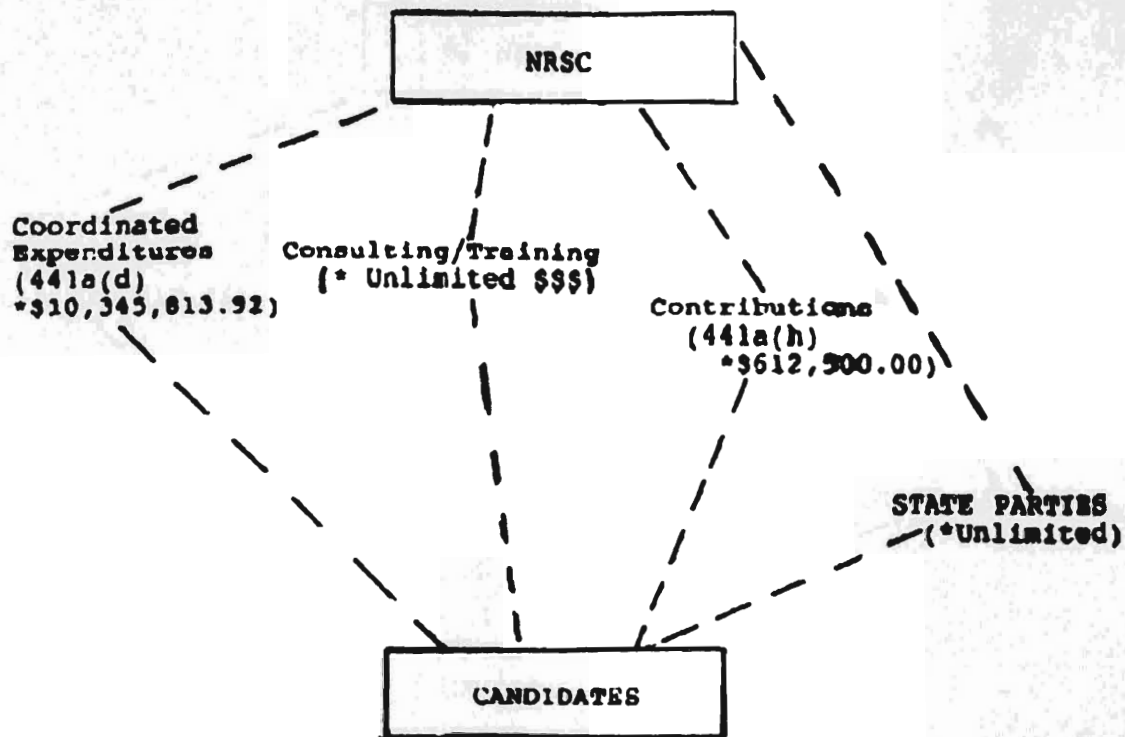 NRSC
Coordinated
Expenditures
(441a(d)
*$10,345,813.92)
Consulting/Training
(* Unlimited $$$)
Contributions
(441a(h)
*$612,500.00)
STATE PARTIES
(*Unlimited)
CANDIDATES